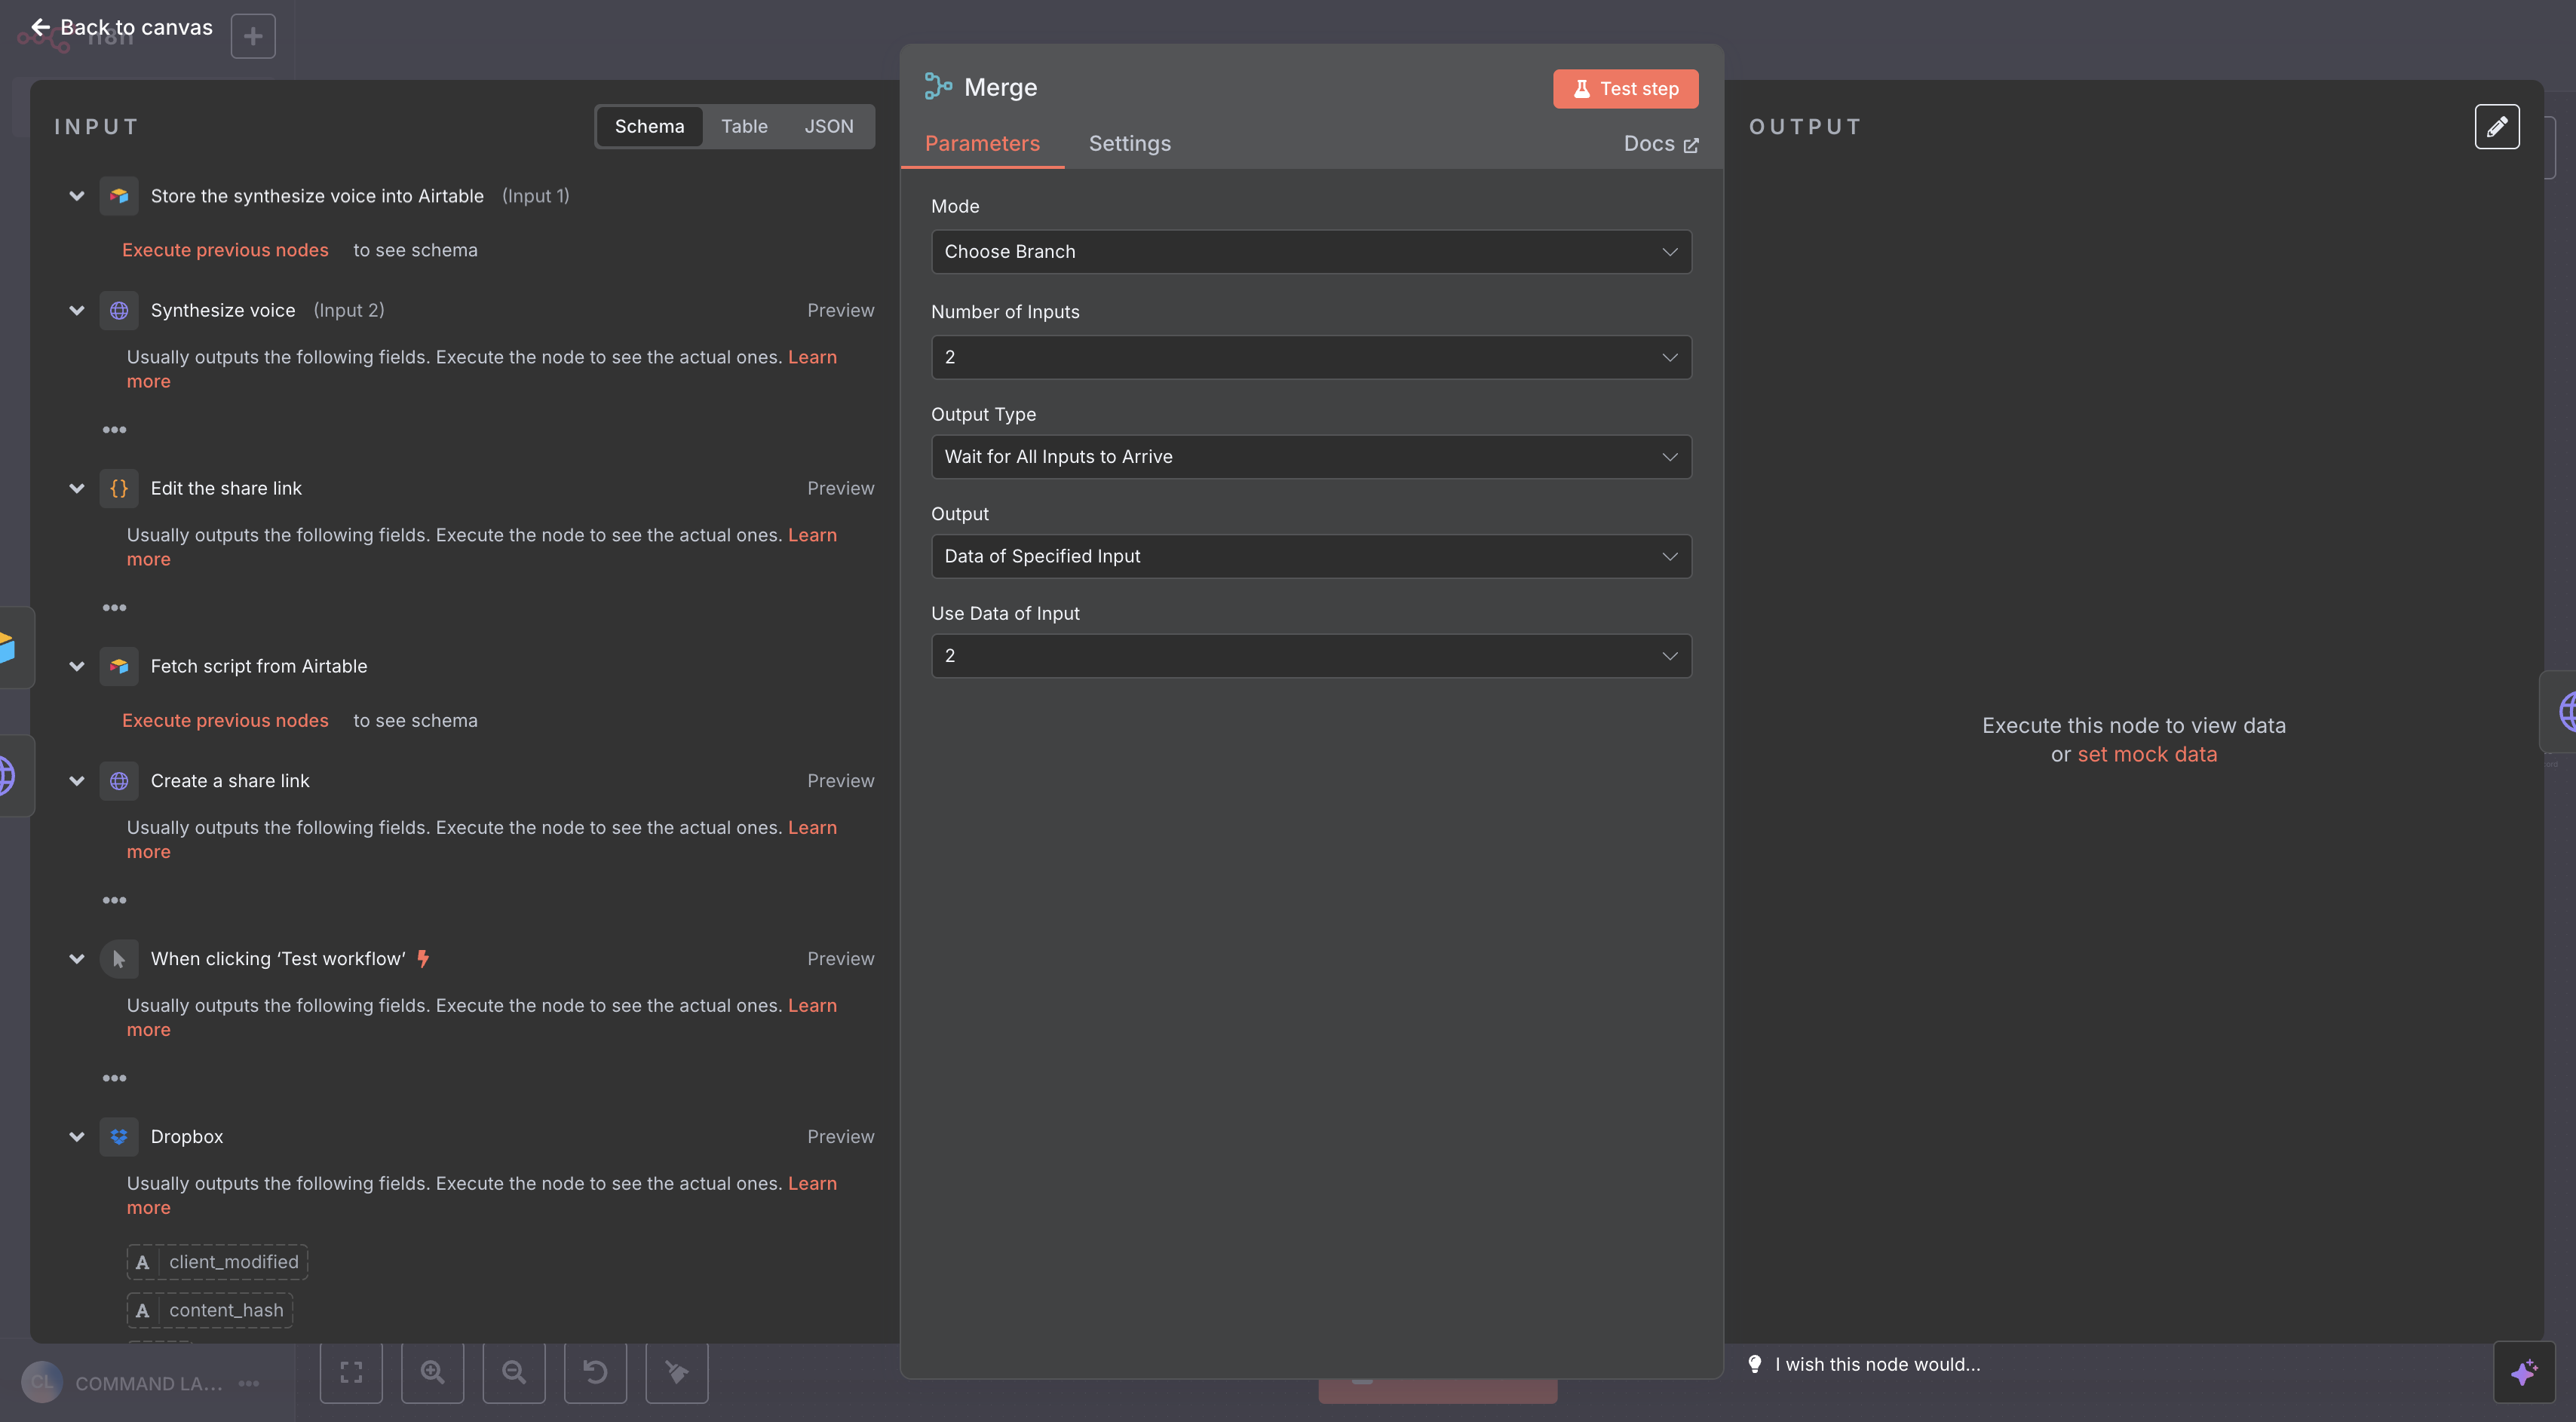 Back to canvas
n8n
INPUT
Schema
Table
JSON
Store the synthesize voice into Airtable (Input 1)
Execute previous nodes to see schema
Synthesize voice (Input 2)
Preview
Usually outputs the following fields. Execute the node to see the actual ones. Learn
more
Edit the share link
Preview
Usually outputs the following fields. Execute the node to see the actual ones. Learn
more
Fetch script from Airtable
Execute previous nodes to see schema
Create a share link
Preview
Usually outputs the following fields. Execute the node to see the actual ones. Learn
more
When clicking ‘Test workflow’
Preview
Usually outputs the following fields. Execute the node to see the actual ones. Learn
more
Dropbox
Preview
Usually outputs the following fields. Execute the node to see the actual ones. Learn
more
A client_modified
A content_hash
CL COMMAND LA...
Merge
Test step
Parameters
Settings
Docs
Mode
Choose Branch
Number of Inputs
2
Output Type
Wait for All Inputs to Arrive
Output
Data of Specified Input
Use Data of Input
2
OUTPUT
Execute this node to view data
or set mock data
I wish this node would...